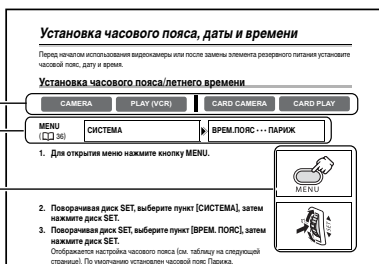 Установка часового пояса, даты и времени
Перед началом использования видеокамеры или после замены элемента резервного питания установите
часовой пояс, дату и время.
Установка часового пояса/летнего времени
CAMERA PLAY (VCR) CARD CAMERA CARD PLAY
MENU
( 36)
СИСТЕМА ВРЕМ.ПОЯС ··· ПАРИЖ
1. Для открытия меню нажмите кнопку MENU.
MENU
2. Поворачивая диск SET, выберите пункт [СИСТЕМА], затем
нажмите диск SET.
SET
3. Поворачивая диск SET, выберите пункт [ВРЕМ. ПОЯС], затем
нажмите диск SET.
Отображается настройка часового пояса (см. таблицу на следующей
странице). По умолчанию установлен часовой пояс Парижа.